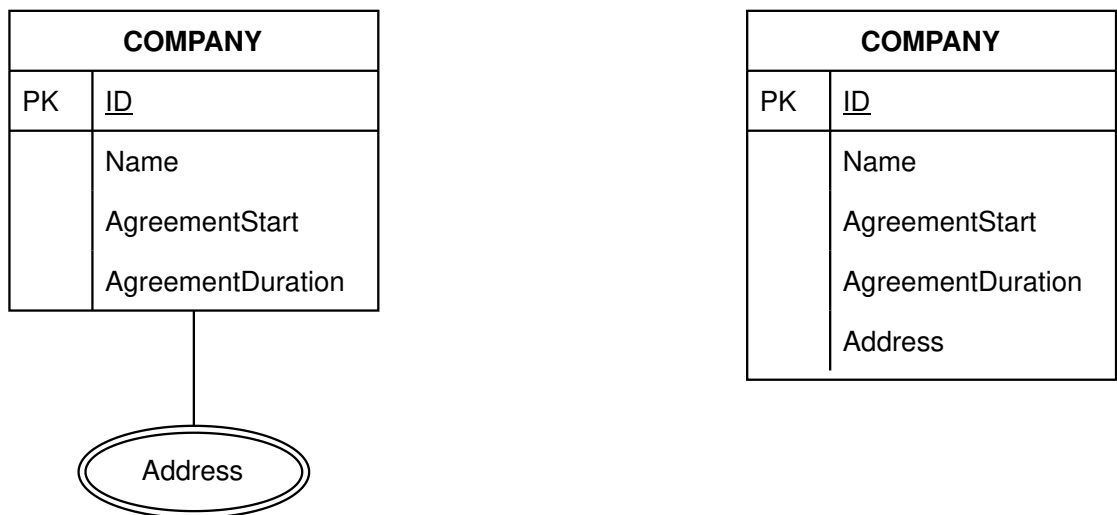 COMPANY
PK ID
Name
AgreementStart
AgreementDuration
Address
COMPANY
PK ID
Name
AgreementStart
AgreementDuration
Address